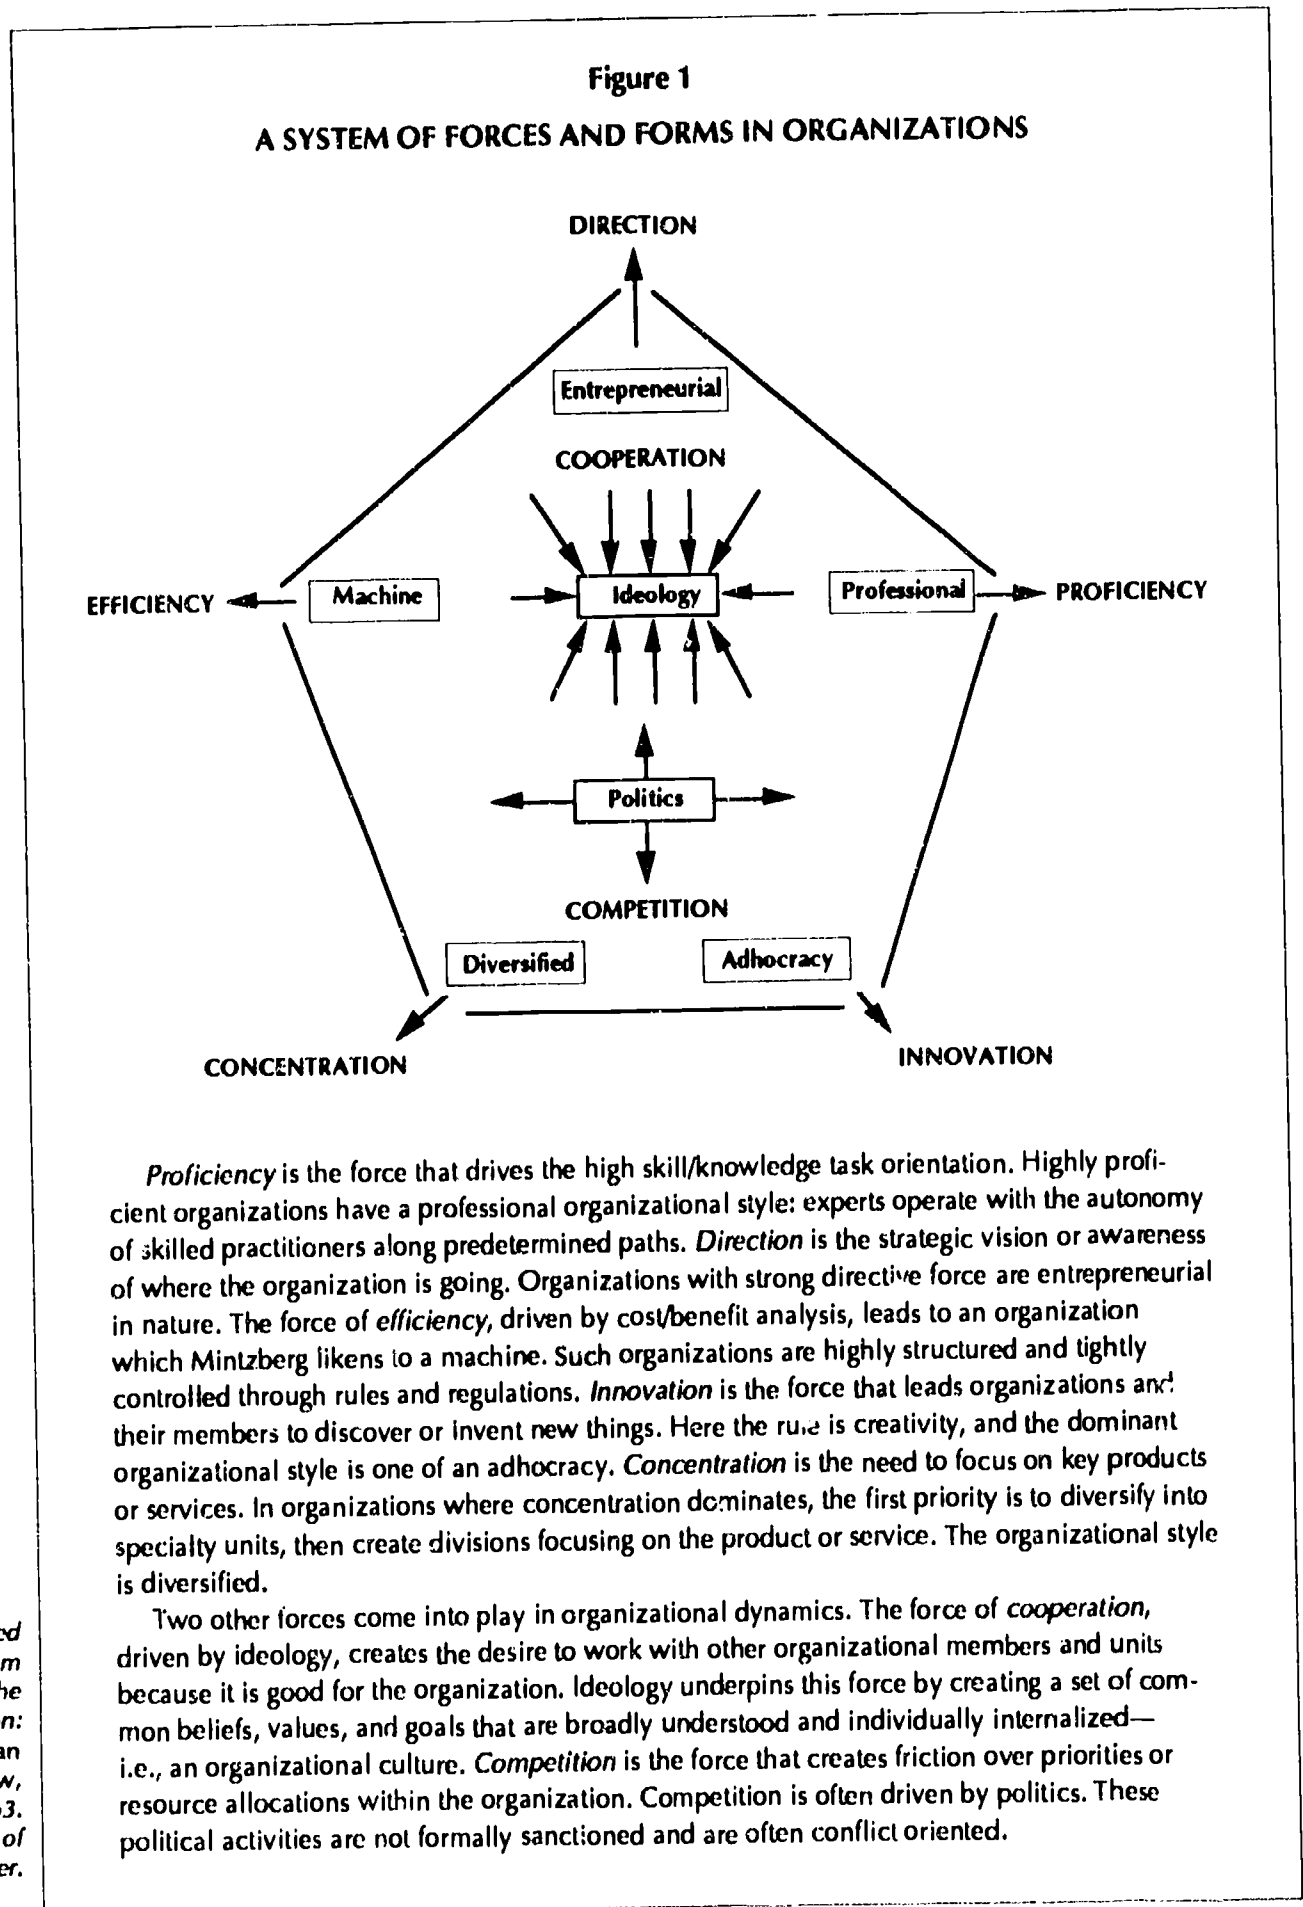 Figure 1
A SYSTEM OF FORCES AND FORMS IN ORGANIZATIONS
DIRECTION
Entrepreneurial
COOPERATION
EFFICIENCY
Machine
Ideology
Professional
PROFICIENCY
Politics
COMPETITION
Diversified
Adhocracy
CONCENTRATION
INNOVATION
Proficiency is the force that drives the high skill/knowledge task orientation. Highly profi-
cient organizations have a professional organizational style: experts operate with the autonomy
of skilled practitioners along predetermined paths. Direction is the strategic vision or awareness
of where the organization is going. Organizations with strong directive force are entrepreneurial
in nature. The force of efficiency, driven by cost/benefit analysis, leads to an organization
which Mintzberg likens to a machine. Such organizations are highly structured and tightly
controlled through rules and regulations. Innovation is the force that leads organizations and
their members to discover or invent new things. Here the rule is creativity, and the dominant
organizational style is one of an adhocracy. Concentration is the need to focus on key products
or services. In organizations where concentration dominates, the first priority is to diversify into
specialty units, then create divisions focusing on the product or service. The organizational style
is diversified.
Two other forces come into play in organizational dynamics. The force of cooperation,
driven by ideology, creates the desire to work with other organizational members and units
because it is good for the organization. Ideology underpins this force by creating a set of com-
mon beliefs, values, and goals that are broadly understood and individually internalized—
i.e., an organizational culture. Competition is the force that creates friction over priorities or
resource allocations within the organization. Competition is often driven by politics. These
political activities are not formally sanctioned and are often conflict oriented.
of